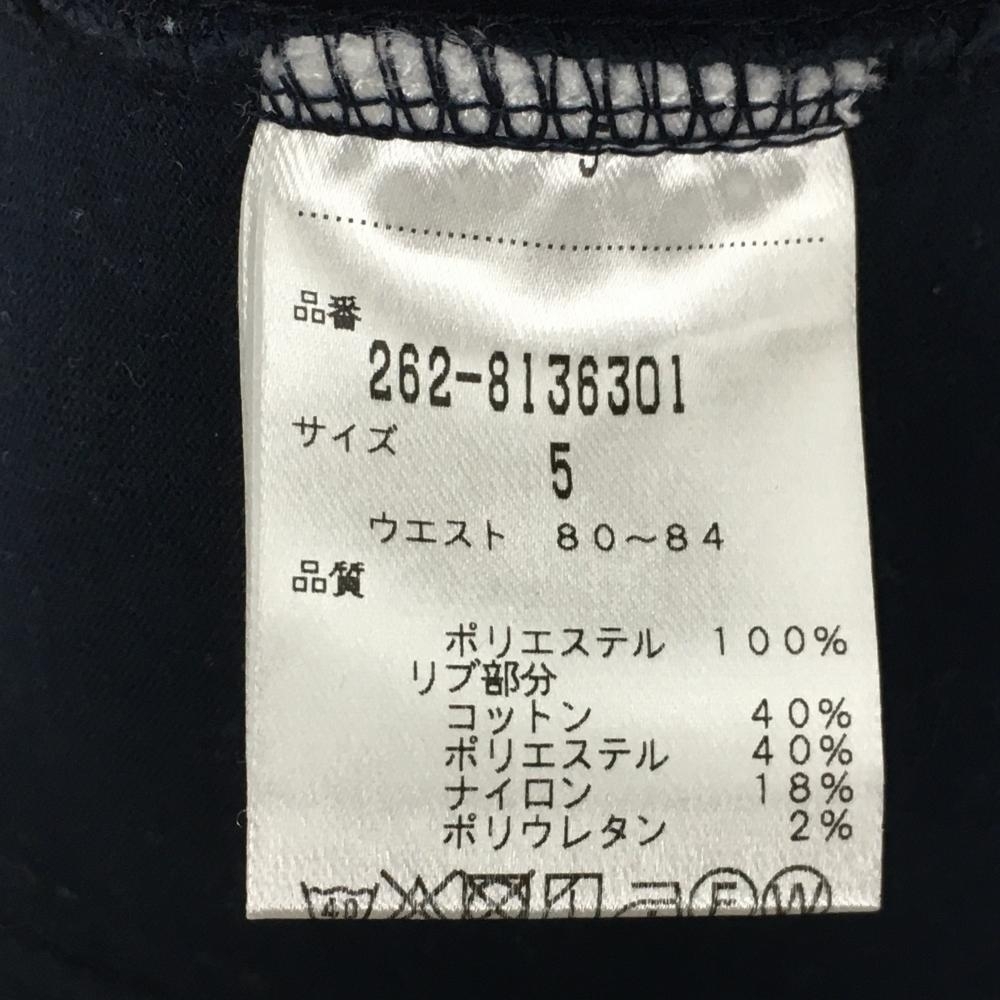 品番
262-8136301
サイズ
5
ウエスト 80~84
品質
ポリエステル 100%
リブ部分
コットン 40%
ポリエステル 40%
ナイロン 18%
ポリウレタン 2%
40 F W